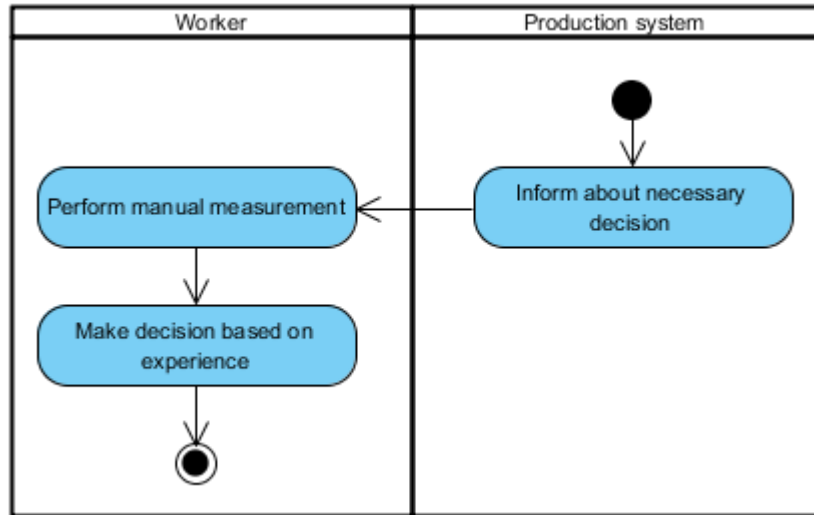 Worker
Production system
Perform manual measurement
Inform about necessary
decision
Make decision based on
experience